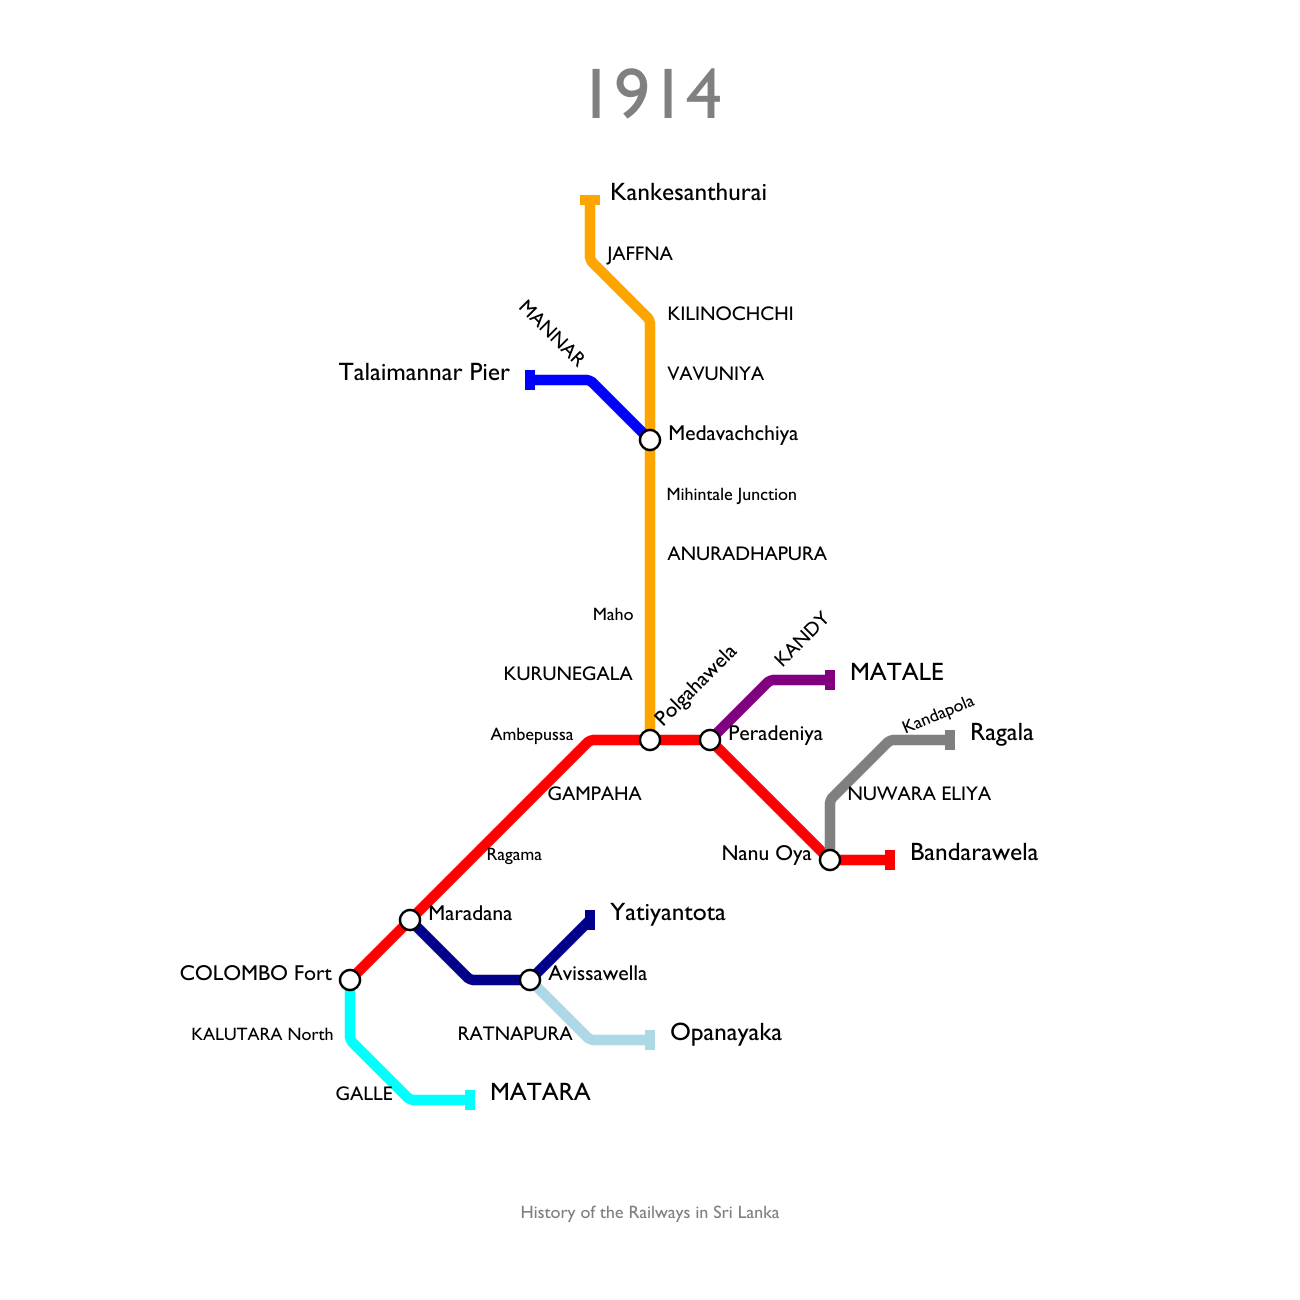 1914
Kankesanthurai
JAFFNA
MANNAR
KILINOCHCHI
Talaimannar Pier
VAVUNIYA
Medavachchiya
Mihintale Junction
ANURADHAPURA
Maho
KANDY
KURUNEGALA
Polgahawela
MATALE
Ambepussa
Peradeniya
Kandapola
Ragala
GAMPAHA
NUWARA ELIYA
Ragama
Nanu Oya
Bandarawela
Maradana
Yatiyantota
COLOMBO Fort
Avissawella
KALUTARA North
RATNAPURA
Opanayaka
GALLE
MATARA
History of the Railways in Sri Lanka